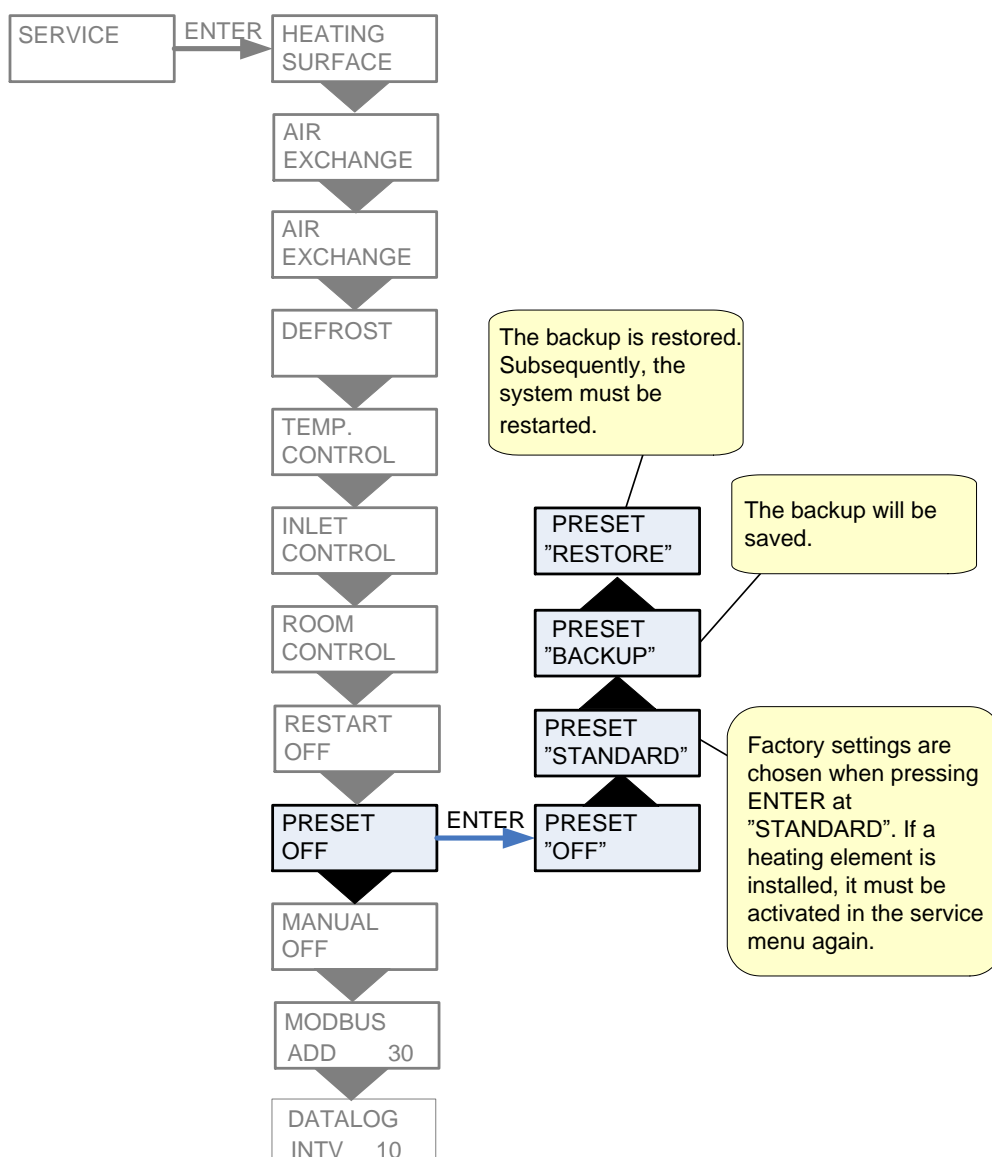 SERVICE
ENTER
HEATING
SURFACE
AIR
EXCHANGE
AIR
EXCHANGE
DEFROST
TEMP.
CONTROL
INLET
CONTROL
ROOM
CONTROL
RESTART
OFF
PRESET
OFF
ENTER
PRESET
"OFF"
PRESET
"STANDARD"
PRESET
"BACKUP"
PRESET
"RESTORE"
The backup is restored.
Subsequently, the
system must be
restarted.
The backup will be
saved.
Factory settings are
chosen when pressing
ENTER at
"STANDARD". If a
heating element is
installed, it must be
activated in the service
menu again.
MANUAL
OFF
MODBUS
ADD 30
DATALOG
INTV 10